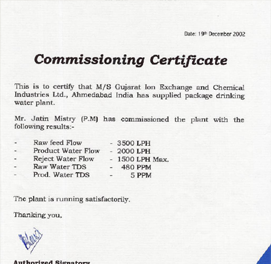 Date: 19th December 2002
Commissioning Certificate
This is to certify that M/S Gujarat Ion Exchange and Chemical
Industries Ltd., Ahmedabad India has supplied package drinking
water plant.
Mr. Jatin Mistry (P.M) has commissioned the plant with the
following results:-
- Raw feed Flow - 3500 LPH
- Product Water Flow - 2000 LPH
- Reject Water Flow - 1500 LPH Max.
- Raw Water TDS - 480 PPM
- Prod. Water TDS - 5 PPM
The plant is running satisfactorily.
Thanking you,
Authorised Signatory